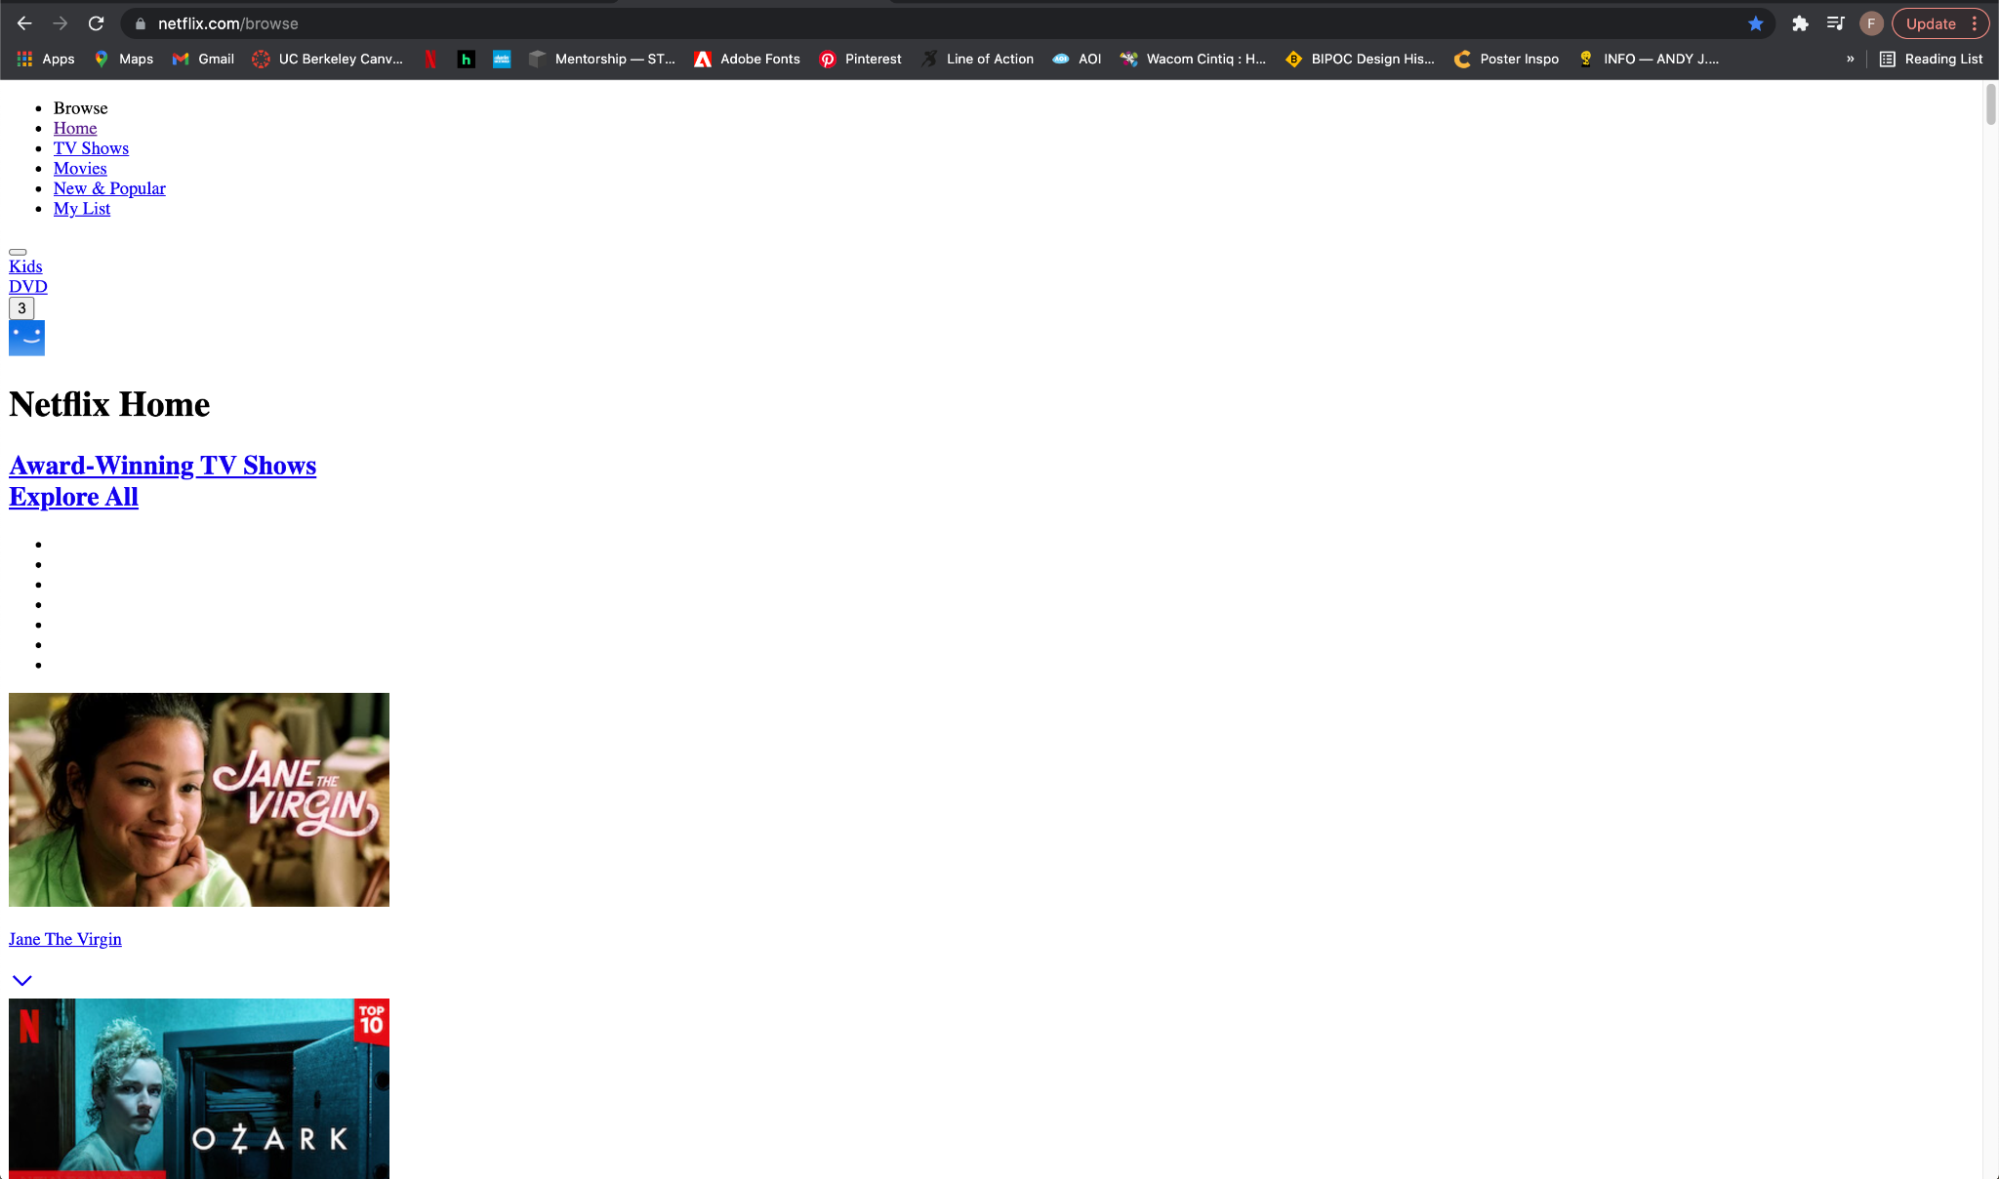 netflix.com/browse
F
Update
Apps
Maps
Gmail
UC Berkeley Canv...
N
h
Mentorship — ST...
Adobe Fonts
Pinterest
Line of Action
AOI
Wacom Cintiq : H...
BIPOC Design His...
Poster Inspo
INFO — ANDY J....
»
Reading List
Browse
Home
TV Shows
Movies
New & Popular
My List
Kids
DVD
3
Netflix Home
Award-Winning TV Shows
Explore All
JANE THE
VIRGIN
Jane The Virgin
N
TOP
10
OZARK